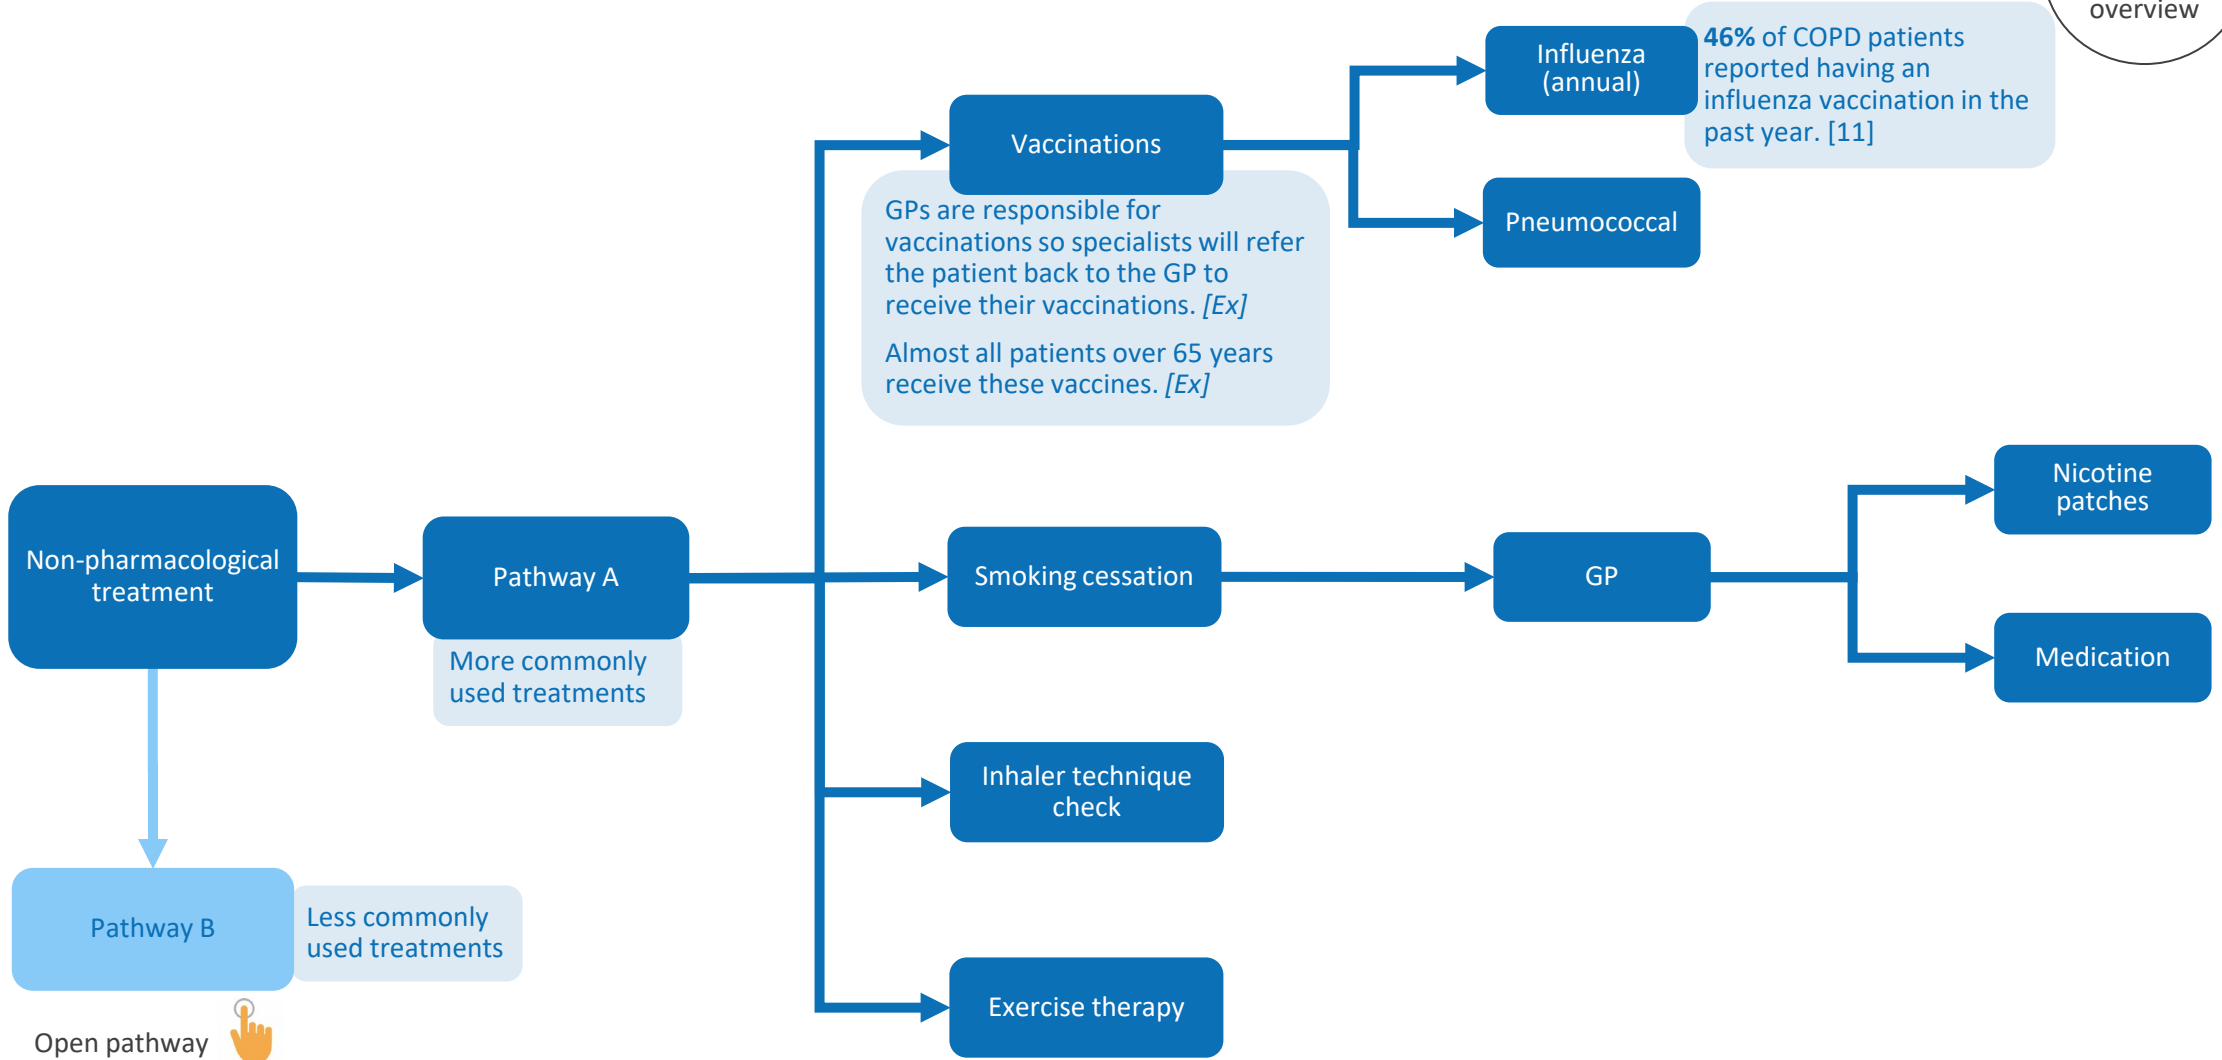 overview
Influenza
(annual)
46% of COPD patients
reported having an
influenza vaccination in the
past year. [11]
Vaccinations
GPs are responsible for
vaccinations so specialists will refer
the patient back to the GP to
receive their vaccinations. [Ex]
Almost all patients over 65 years
receive these vaccines. [Ex]
Pneumococcal
Non-pharmacological
treatment
Pathway A
More commonly
used treatments
Smoking cessation
GP
Nicotine
patches
Medication
Inhaler technique
check
Pathway B
Less commonly
used treatments
Exercise therapy
Open pathway